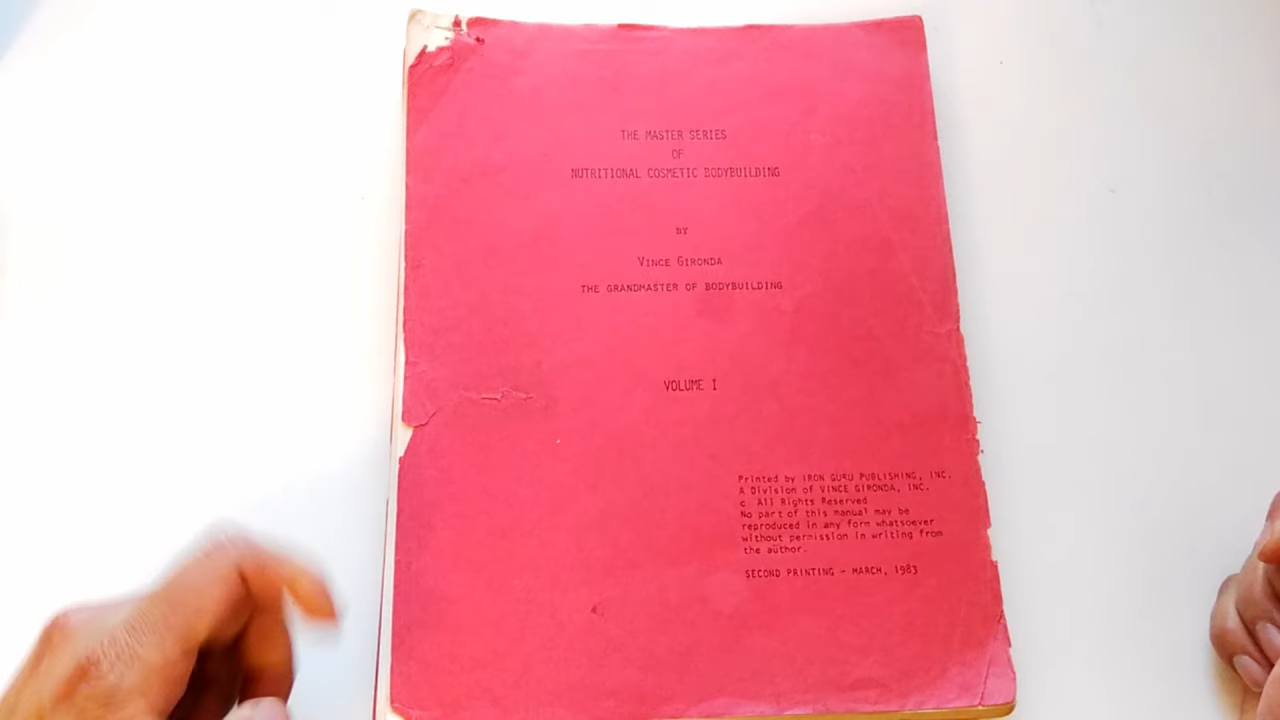 THE MASTER SERIES
OF
NUTRITIONAL COSMETIC BODYBUILDING
BY
VINCE GIRONDA
THE GRANDMASTER OF BODYBUILDING
VOLUME I
Printed by IRON GURU PUBLISHING, INC.
A Division of VINCE GIRONDA, INC.
c All Rights Reserved
No part of this manual may be
reproduced in any form whatsoever
without permission in writing from
the author.
SECOND PRINTING - MARCH, 1983